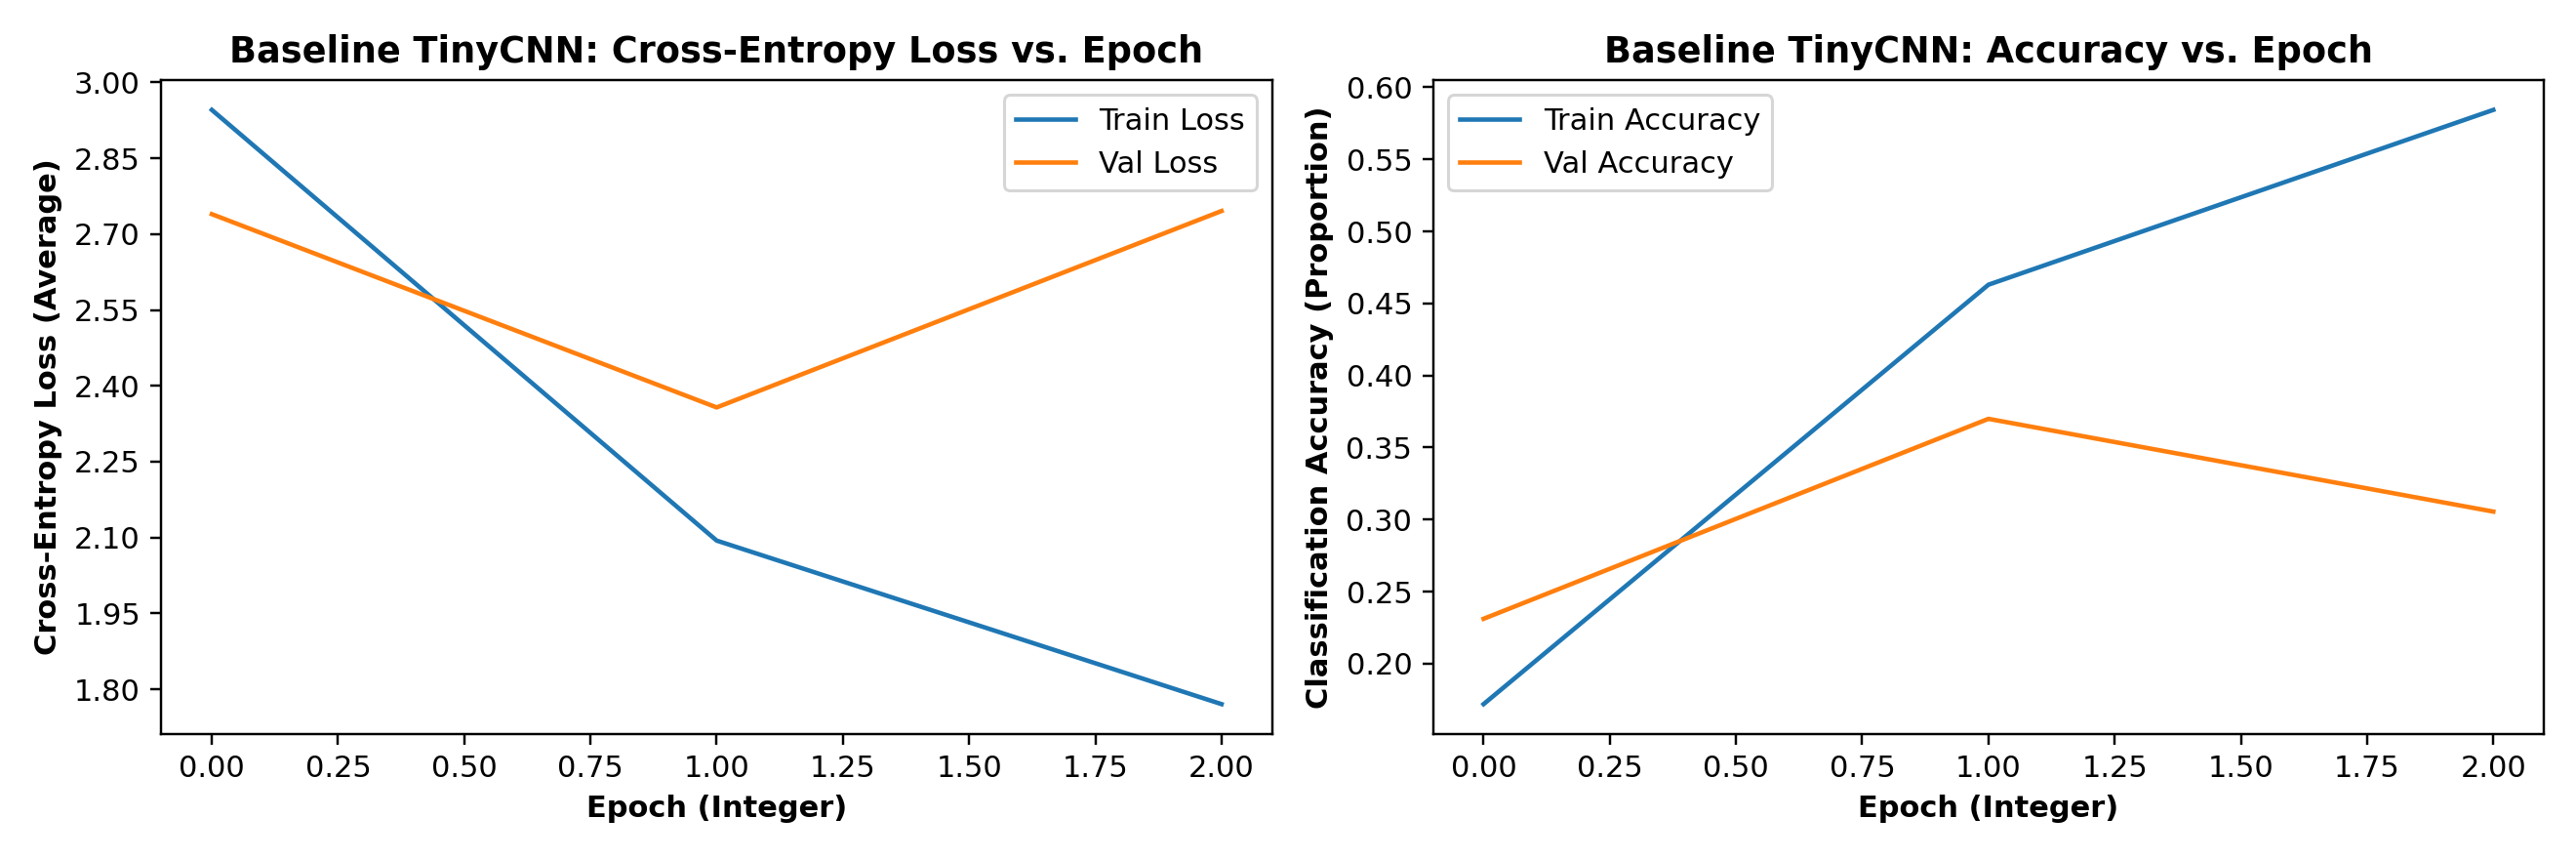 Baseline TinyCNN: Cross-Entropy Loss vs. Epoch
Cross-Entropy Loss (Average)
3.00
2.85
2.70
2.55
2.40
2.25
2.10
1.95
1.80
Train Loss
Val Loss
0.00 0.25 0.50 0.75 1.00 1.25 1.50 1.75 2.00
Epoch (Integer)
Baseline TinyCNN: Accuracy vs. Epoch
Classification Accuracy (Proportion)
0.60
0.55
0.50
0.45
0.40
0.35
0.30
0.25
0.20
Train Accuracy
Val Accuracy
0.00 0.25 0.50 0.75 1.00 1.25 1.50 1.75 2.00
Epoch (Integer)